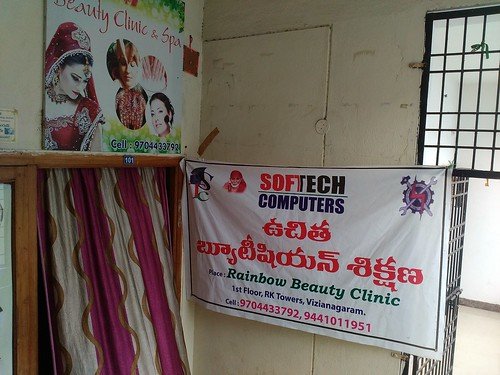 Beauty Clinic & Spa
Call - 9704433792
101
SOFTECH
COMPUTERS
ఉచిత
బ్యూటీషియన్ శిక్షణ
Place: Rainbow Beauty Clinic
1st Floor, RK Towers, Vizianagaram.
Cell: 9704433792, 9441011951